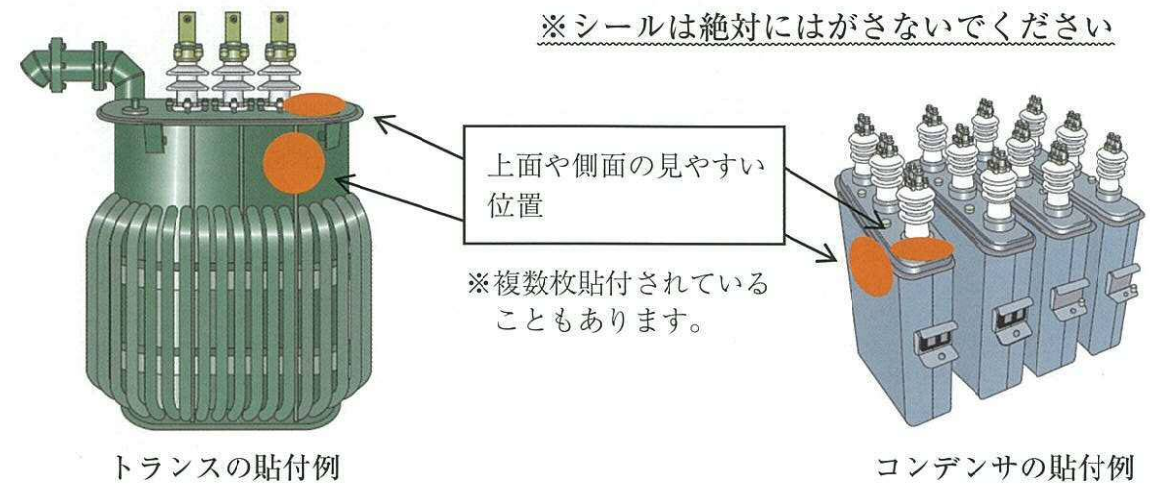 ※シールは絶対にはがさないでください
上面や側面の見やすい
位置
※複数枚貼付されている
こともあります。
トランスの貼付例
コンデンサの貼付例